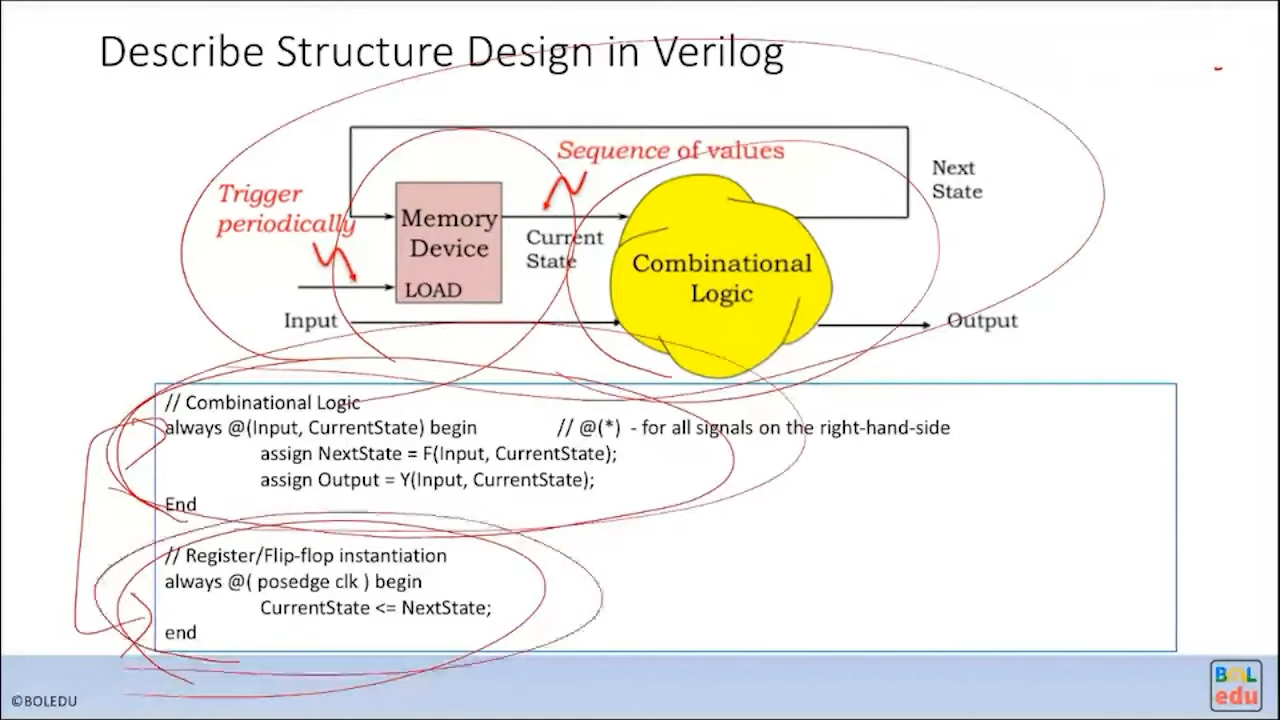 Describe Structure Design in Verilog
Sequence of values
Trigger
periodically
Next
State
Memory
Device
LOAD
Current
State
Combinational
Logic
Input
Output
// Combinational Logic
always @(Input, CurrentState) begin // @(*) - for all signals on the right-hand-side
assign NextState = F(Input, CurrentState);
assign Output = Y(Input, CurrentState);
End
// Register/Flip-flop instantiation
always @( posedge clk ) begin
CurrentState <= NextState;
end
©BOLEDU
BOL
edu